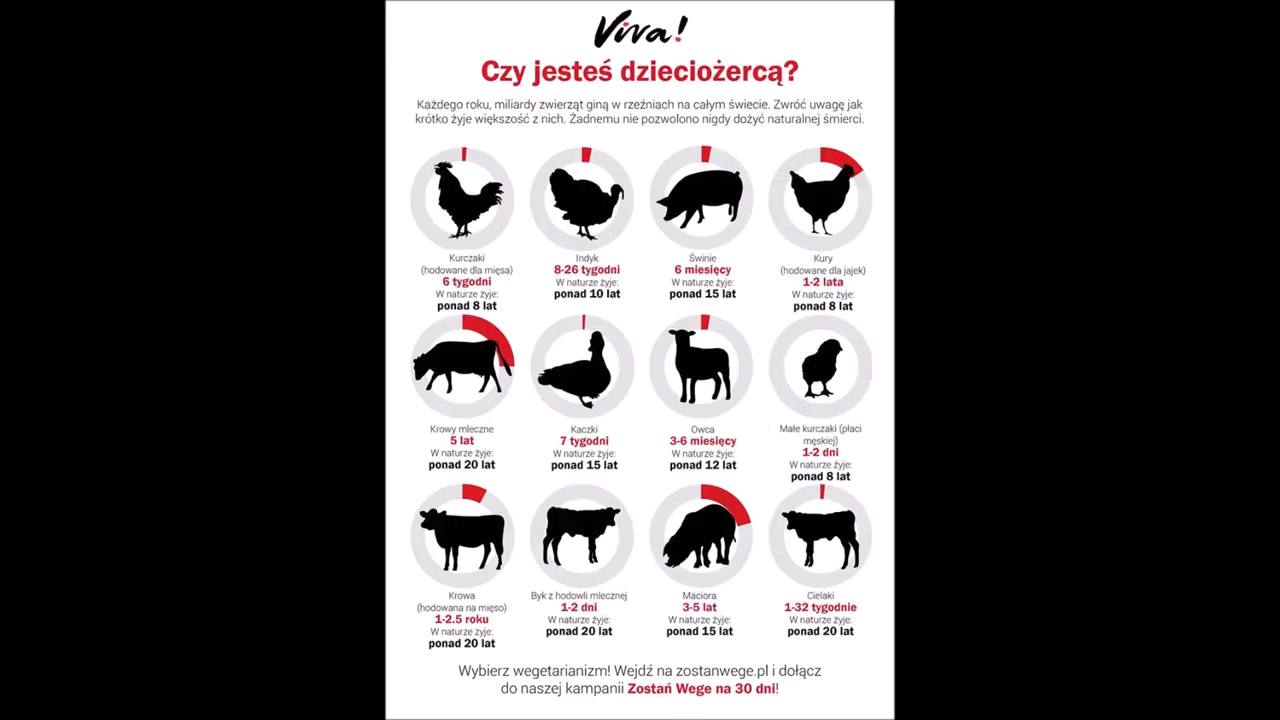 Viva!
Czy jesteś dzieciożercą?
Każdego roku, miliardy zwierząt giną w rzeźniach na całym świecie. Zwróć uwagę jak
krótko żyje większość z nich. Żadnemu nie pozwolono nigdy dożyć naturalnej śmierci.
Kurczaki
(hodowane dla mięsa)
6 tygodni
W naturze żyje:
ponad 8 lat
Indyk
8-26 tygodni
W naturze żyje:
ponad 10 lat
Świnie
6 miesięcy
W naturze żyje:
ponad 15 lat
Kury
(hodowane dla jajek)
1-2 lata
W naturze żyje:
ponad 8 lat
Krowy mleczne
5 lat
W naturze żyje:
ponad 20 lat
Kaczki
7 tygodni
W naturze żyje:
ponad 15 lat
Owca
3-6 miesięcy
W naturze żyje:
ponad 12 lat
Małe kurczaki (płaci
męskiej)
1-2 dni
W naturze żyje:
ponad 8 lat
Krowa
(hodowana na mięso)
1-2.5 roku
W naturze żyje:
ponad 20 lat
Byk z hodowli mlecznej
1-2 dni
W naturze żyje:
ponad 20 lat
Maciora
3-5 lat
W naturze żyje:
ponad 15 lat
Cielaki
1-32 tygodnie
W naturze żyje:
ponad 20 lat
Wybierz wegetarianizm! Wejdź na zostanwege.pl i dołącz
do naszej kampanii Zostań Wege na 30 dni!